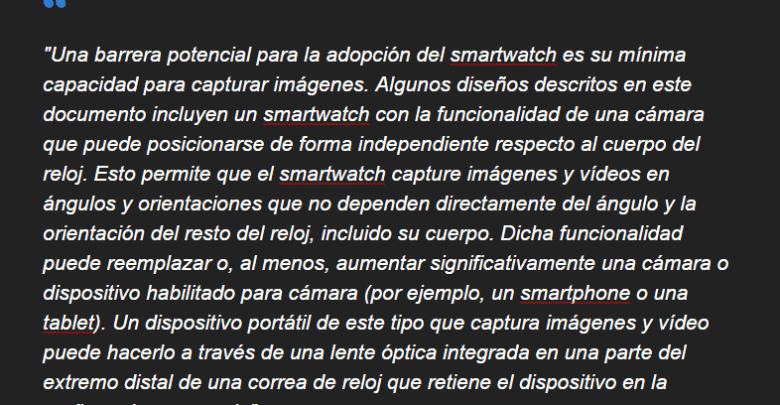 "Una barrera potencial para la adopción del smartwatch es su mínima
capacidad para capturar imágenes. Algunos diseños descritos en este
documento incluyen un smartwatch con la funcionalidad de una cámara
que puede posicionarse de forma independiente respecto al cuerpo del
reloj. Esto permite que el smartwatch capture imágenes y vídeos en
ángulos y orientaciones que no dependen directamente del ángulo y la
orientación del resto del reloj, incluido su cuerpo. Dicha funcionalidad
puede reemplazar o, al menos, aumentar significativamente una cámara o
dispositivo habilitado para cámara (por ejemplo, un smartphone o una
tablet). Un dispositivo portátil de este tipo que captura imágenes y vídeo
puede hacerlo a través de una lente óptica integrada en una parte del
extremo distal de una correa de reloj que retiene el dispositivo en la